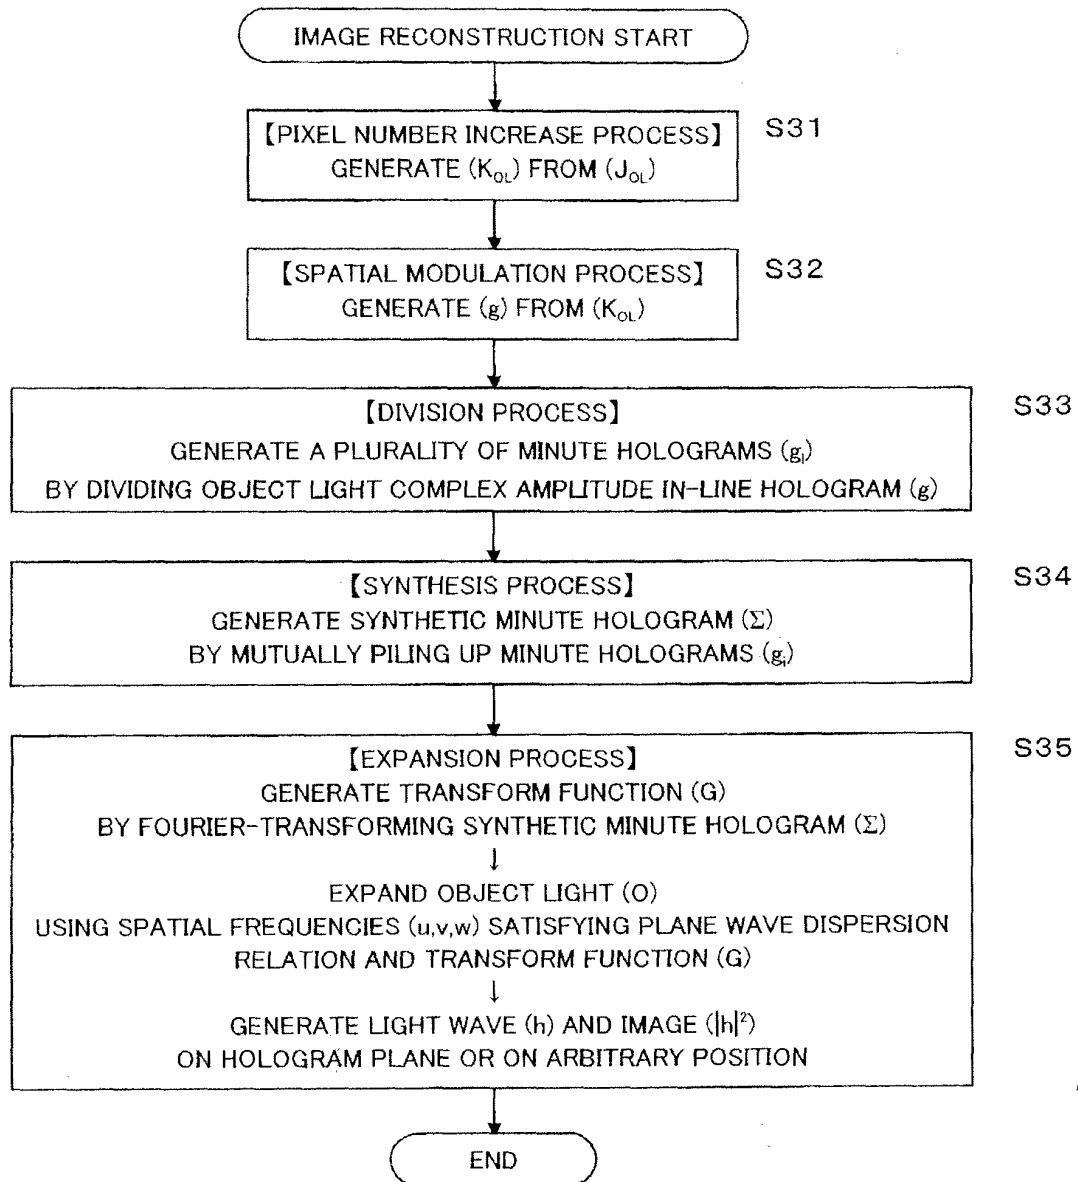 IMAGE RECONSTRUCTION START
【PIXEL NUMBER INCREASE PROCESS】
GENERATE (K_OL) FROM (J_OL)
S31
【SPATIAL MODULATION PROCESS】
GENERATE (g) FROM (K_OL)
S32
【DIVISION PROCESS】
GENERATE A PLURALITY OF MINUTE HOLOGRAMS (g_i)
BY DIVIDING OBJECT LIGHT COMPLEX AMPLITUDE IN-LINE HOLOGRAM (g)
S33
【SYNTHESIS PROCESS】
GENERATE SYNTHETIC MINUTE HOLOGRAM (Σ)
BY MUTUALLY PILING UP MINUTE HOLOGRAMS (g_i)
S34
【EXPANSION PROCESS】
GENERATE TRANSFORM FUNCTION (G)
BY FOURIER-TRANSFORMING SYNTHETIC MINUTE HOLOGRAM (Σ)
↓
EXPAND OBJECT LIGHT (O)
USING SPATIAL FREQUENCIES (u,v,w) SATISFYING PLANE WAVE DISPERSION
RELATION AND TRANSFORM FUNCTION (G)
↓
GENERATE LIGHT WAVE (h) AND IMAGE (|h|²)
ON HOLOGRAM PLANE OR ON ARBITRARY POSITION
S35
END